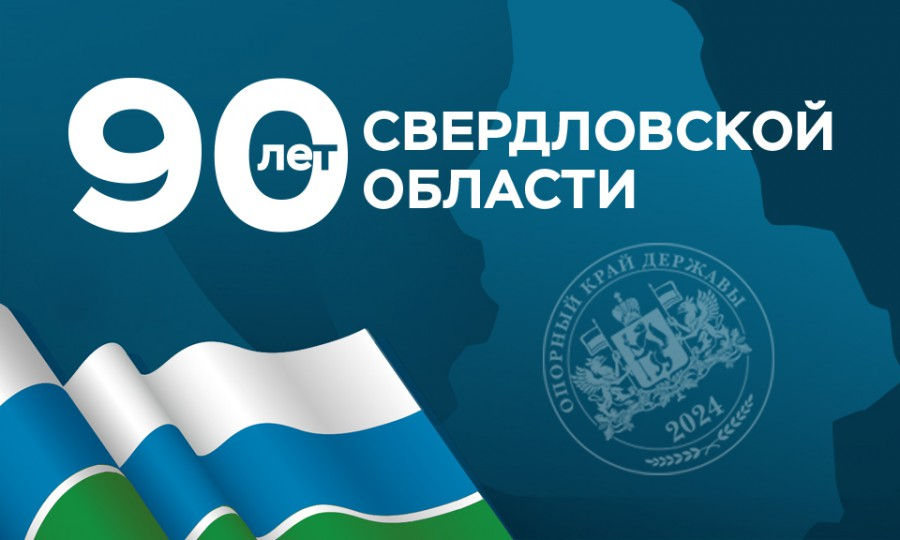 90 лет
СВЕРДЛОВСКОЙ
ОБЛАСТИ
ОПОРНЫЙ КРАЙ ДЕРЖАВЫ
2024